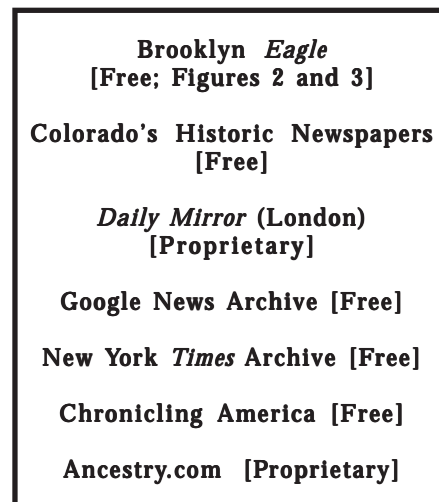 Brooklyn Eagle
[Free; Figures 2 and 3]
Colorado's Historic Newspapers
[Free]
Daily Mirror (London)
[Proprietary]
Google News Archive [Free]
New York Times Archive [Free]
Chronicling America [Free]
Ancestry.com [Proprietary]